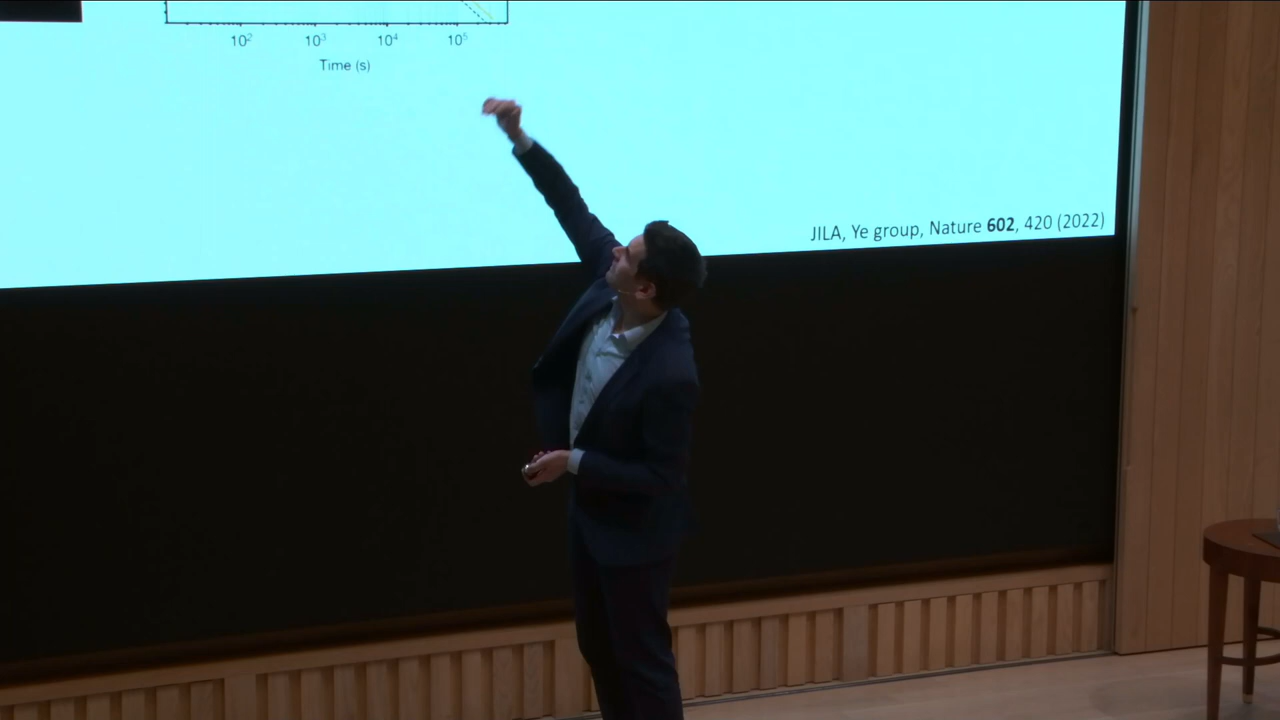 10² 10³ 10⁴ 10⁵
Time (s)
JILA, Ye group, Nature 602, 420 (2022)